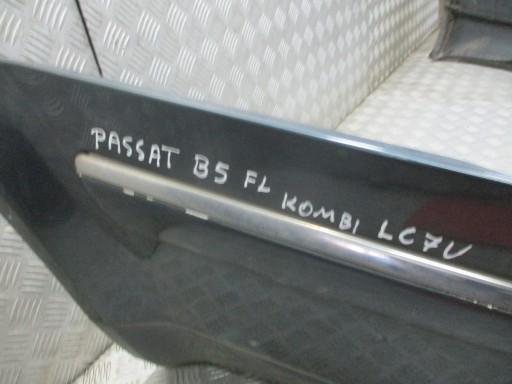 PASSAT B5 FL KOMBI LC7V